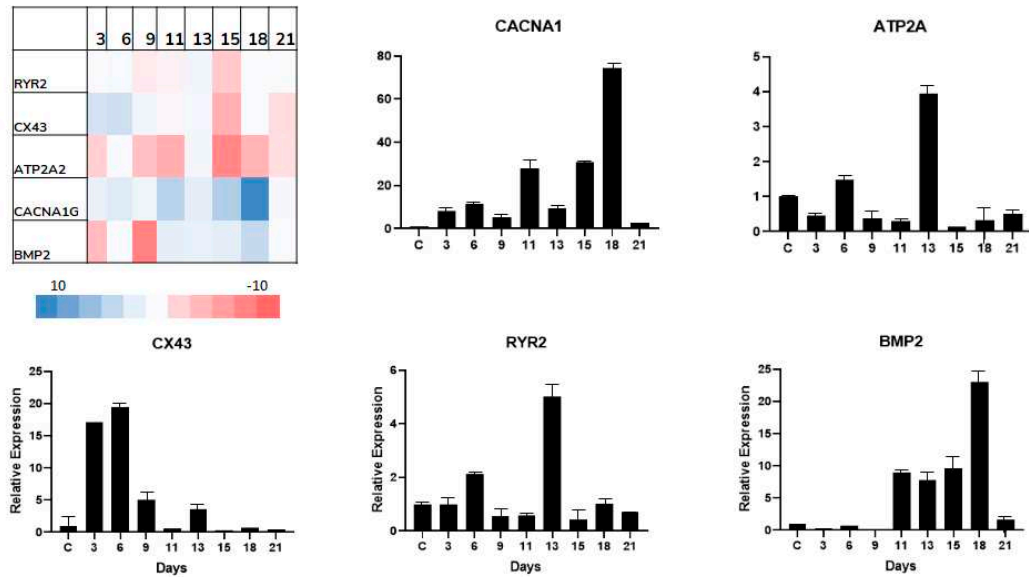 3 6 9 11 13 15 18 21
RYR2
CX43
ATP2A2
CACNA1G
BMP2
10 -10
CACNA1
80
60
40
20
0
C 3 6 9 11 13 15 18 21
ATP2A
5
4
3
2
1
0
C 3 6 9 11 13 15 18 21
CX43
Relative Expression
25
20
15
10
5
0
C 3 6 9 11 13 15 18 21
Days
RYR2
Relative Expression
6
4
2
0
C 3 6 9 11 13 15 18 21
Days
BMP2
Relative Expression
25
20
15
10
5
0
C 3 6 9 11 13 15 18 21
Days